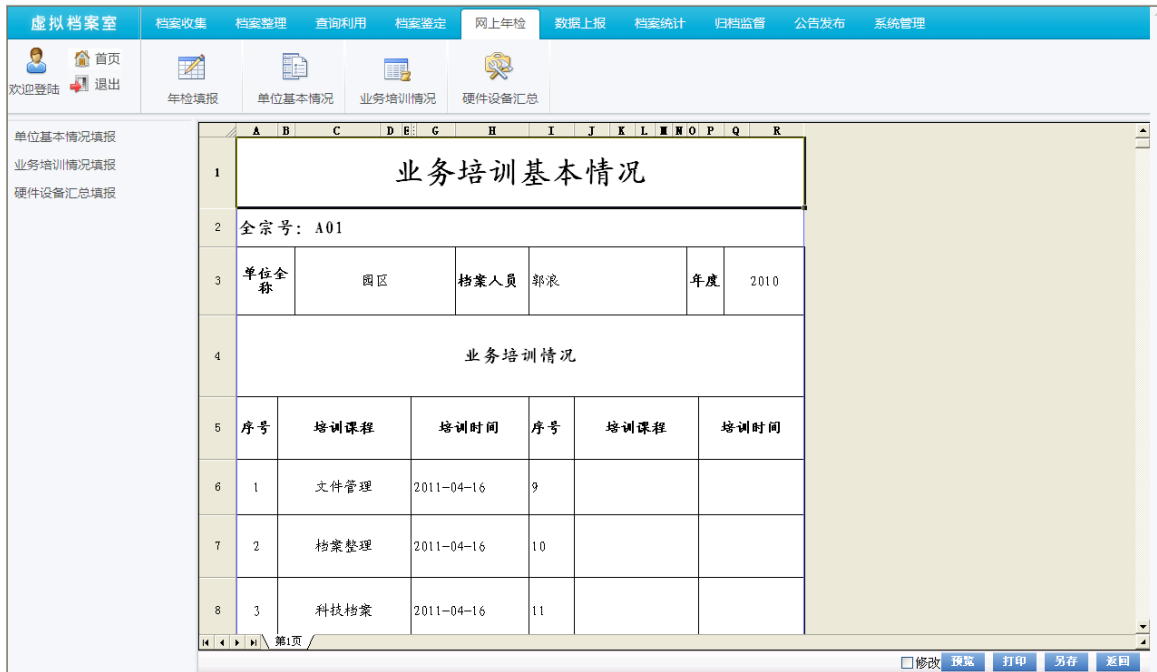 虚拟档案室 档案收集 档案整理 查询利用 档案鉴定 网上年检 数据上报 档案统计 归档监督 公告发布 系统管理
欢迎登陆 首页
退出
年检填报 单位基本情况 业务培训情况 硬件设备汇总
单位基本情况填报
业务培训情况填报
硬件设备汇总填报
A B C D E G H I J K L M N O P Q R
1 业务培训基本情况
2 全宗号: A01
3 单位全称 园区 档案人员 郭浪 年度 2010
4 业务培训情况
5 序号 培训课程 培训时间 序号 培训课程 培训时间
6 1 文件管理 2011-04-16 9
7 2 档案整理 2011-04-16 10
8 3 科技档案 2011-04-16 11
第1页
修改 预览 打印 另存 返回